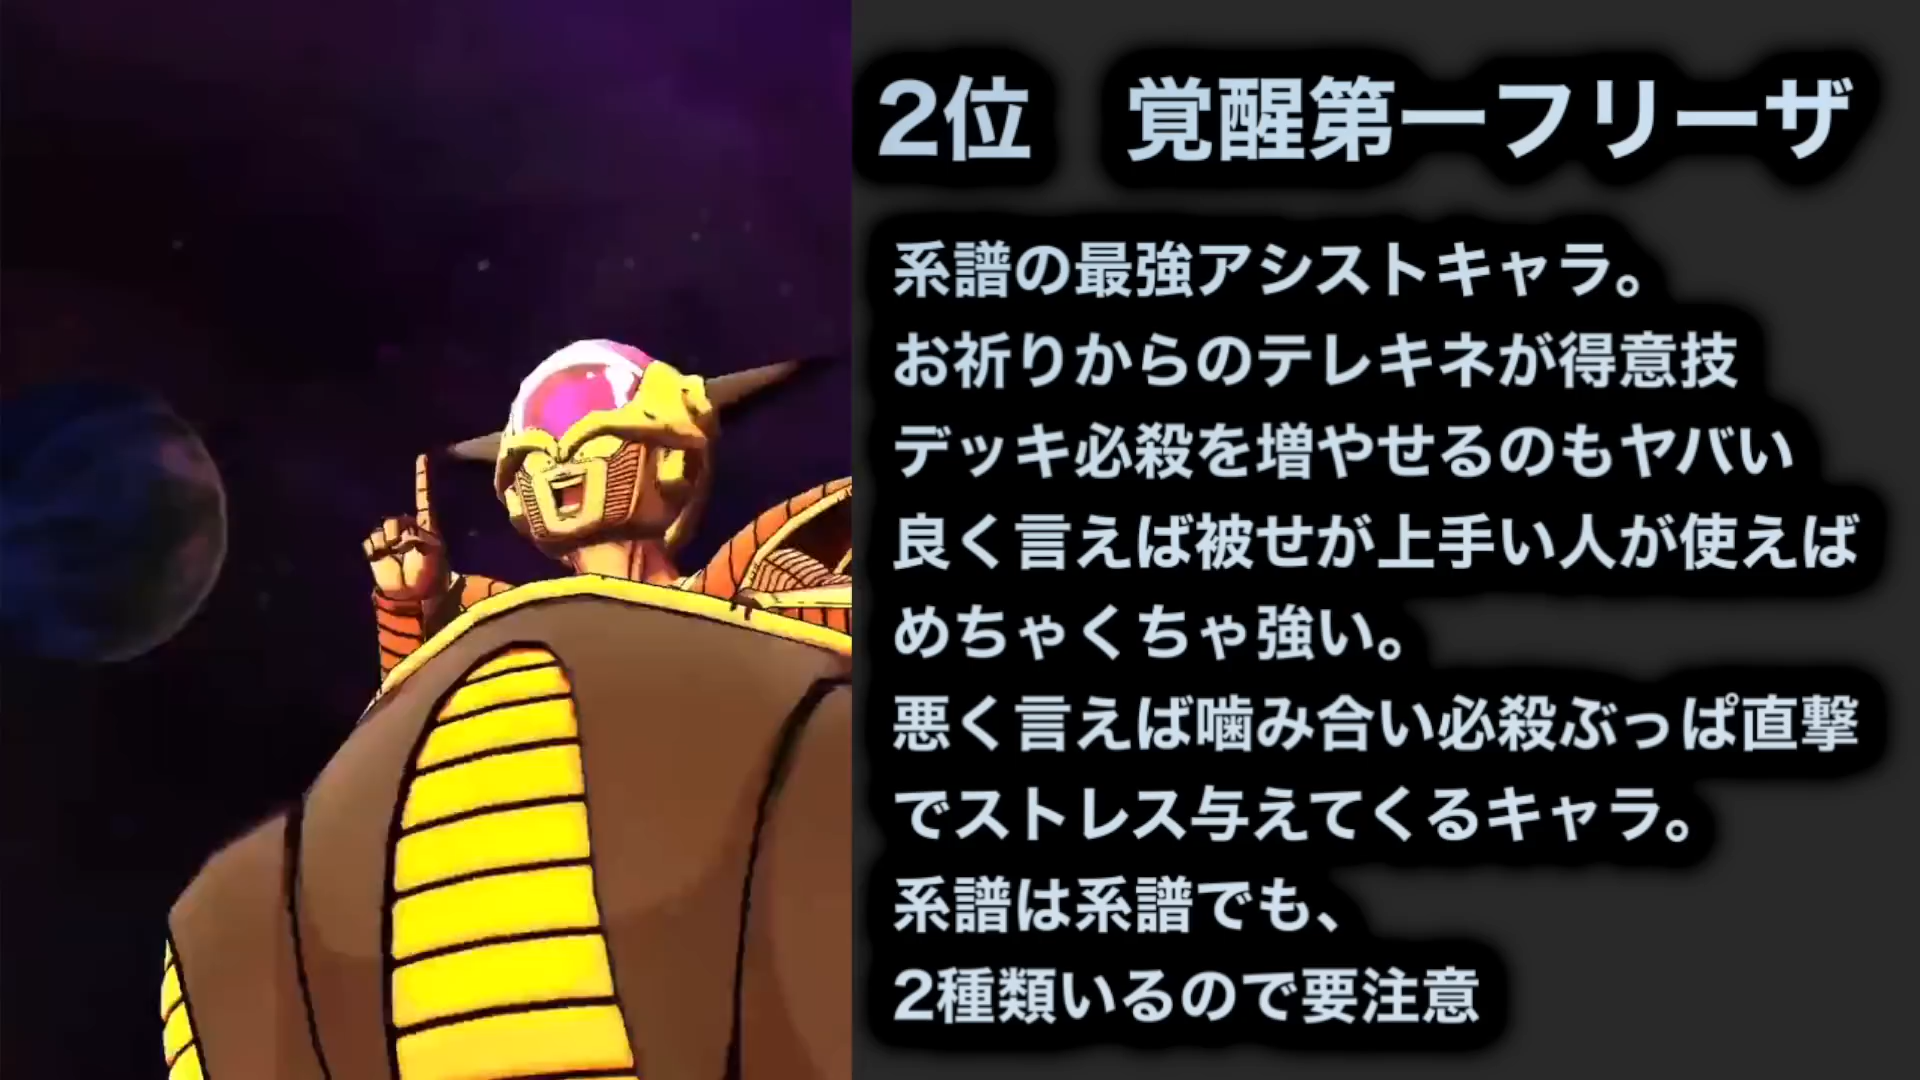 2位　覚醒第一フリーザ
系譜の最強アシストキャラ。
お祈りからのテレキネが得意技
デッキ必殺を増やせるのもヤバい
良く言えば被せが上手い人が使えば
めちゃくちゃ強い。
悪く言えば噛み合い必殺ぶっぱ直撃
でストレス与えてくるキャラ。
系譜は系譜でも、
2種類いるので要注意